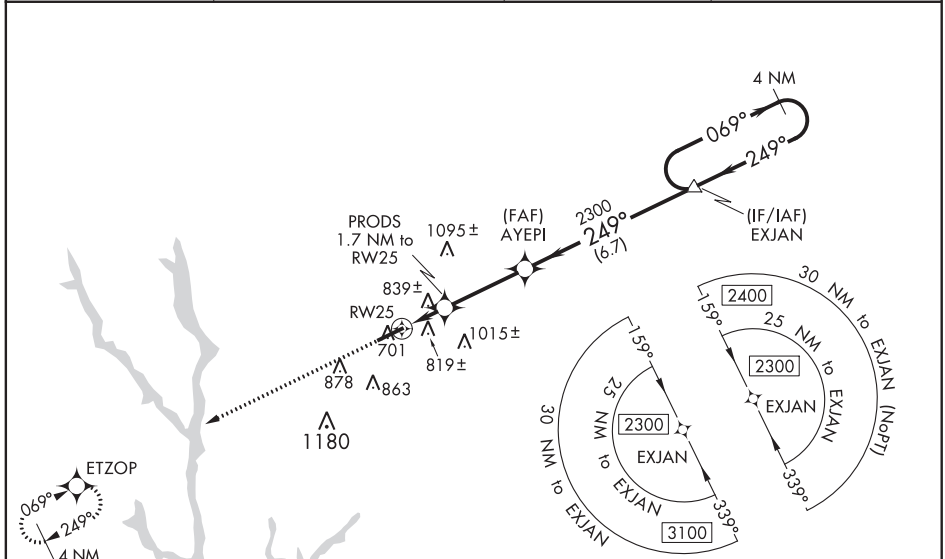 4 NM
069°
249°
(IF/IAF)
EXJAN
2300
249°
(6.7)
(FAF)
AYEPI
PRODS
1.7 NM to
RW25
1095±
839±
RW25
701
819±
1015±
878
863
1180
ETZOP
069°
249°
4 NM
159°
25 NM to EXJAN
2300
EXJAN
30 NM to EXJAN
339°
3100
30 NM to EXJAN (NoPT)
2400
159°
25 NM to EXJAN
2300
EXJAN
339°